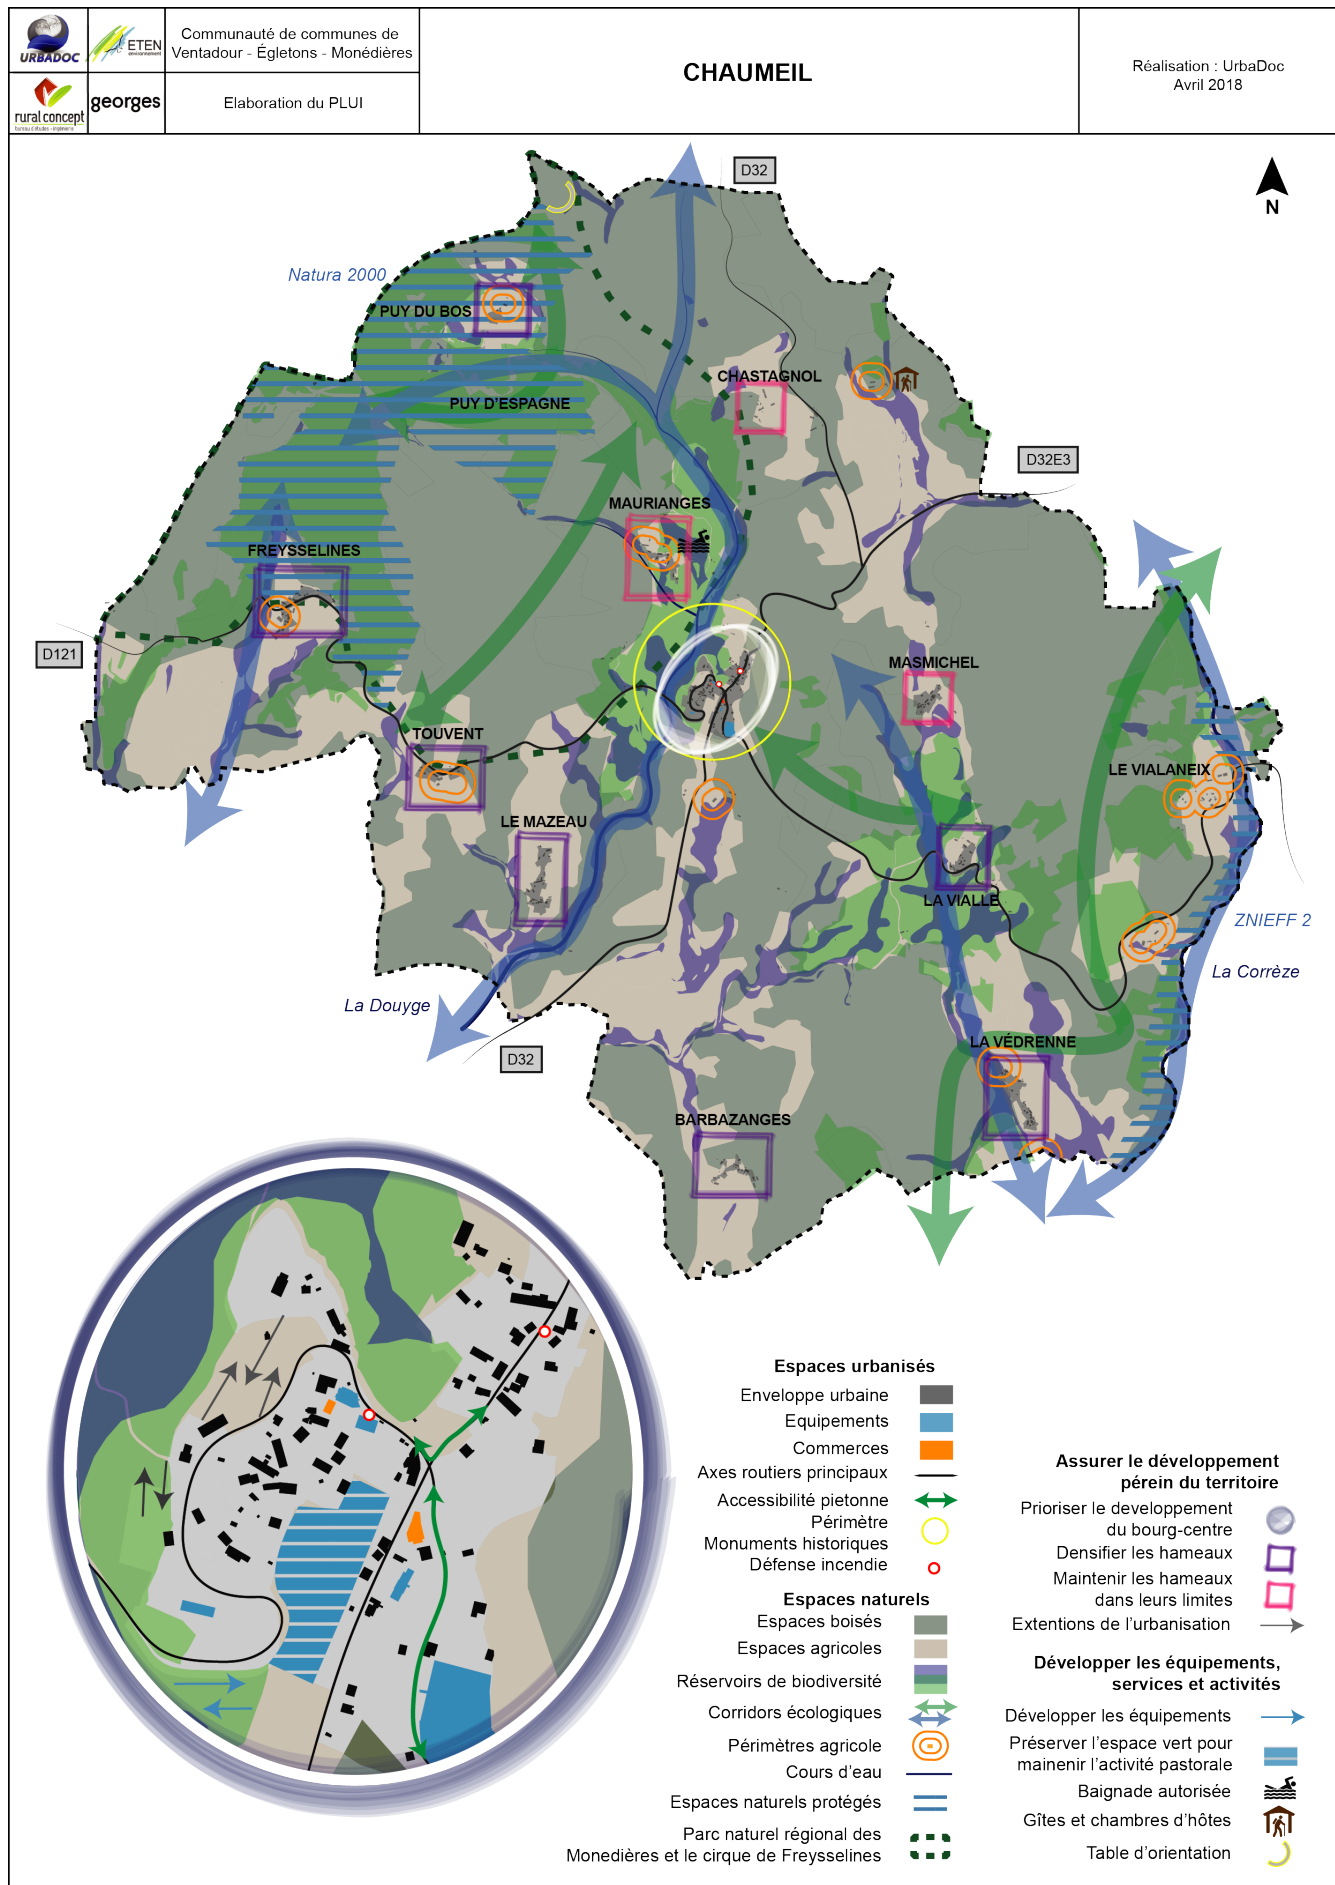 URBADOC
ETEN
environnement
Communauté de communes de
Ventadour - Égletons - Monédières
rural concept
bureau d'études - ingénierie
georges
Elaboration du PLUI
CHAUMEIL
Réalisation : UrbaDoc
Avril 2018
D32
N
Natura 2000
PUY DU BOS
CHASTAGNOL
PUY D'ESPAGNE
D32E3
MAURIANGES
FREYSSELINES
D121
MASMICHEL
TOUVENT
LE VIALANEIX
LE MAZEAU
LA VIALLE
ZNIEFF 2
La Corrèze
La Douyge
LA VÉDRENNE
D32
BARBAZANGES
Espaces urbanisés
Enveloppe urbaine
Equipements
Commerces
Axes routiers principaux
Accessibilité pietonne
Périmètre
Monuments historiques
Défense incendie
Espaces naturels
Espaces boisés
Espaces agricoles
Réservoirs de biodiversité
Corridors écologiques
Périmètres agricole
Cours d'eau
Espaces naturels protégés
Parc naturel régional des
Monedières et le cirque de Freysselines
Assurer le développement
pérein du territoire
Prioriser le developpement
du bourg-centre
Densifier les hameaux
Maintenir les hameaux
dans leurs limites
Extentions de l'urbanisation
Développer les équipements,
services et activités
Développer les équipements
Préserver l'espace vert pour
mainenir l'activité pastorale
Baignade autorisée
Gîtes et chambres d'hôtes
Table d'orientation